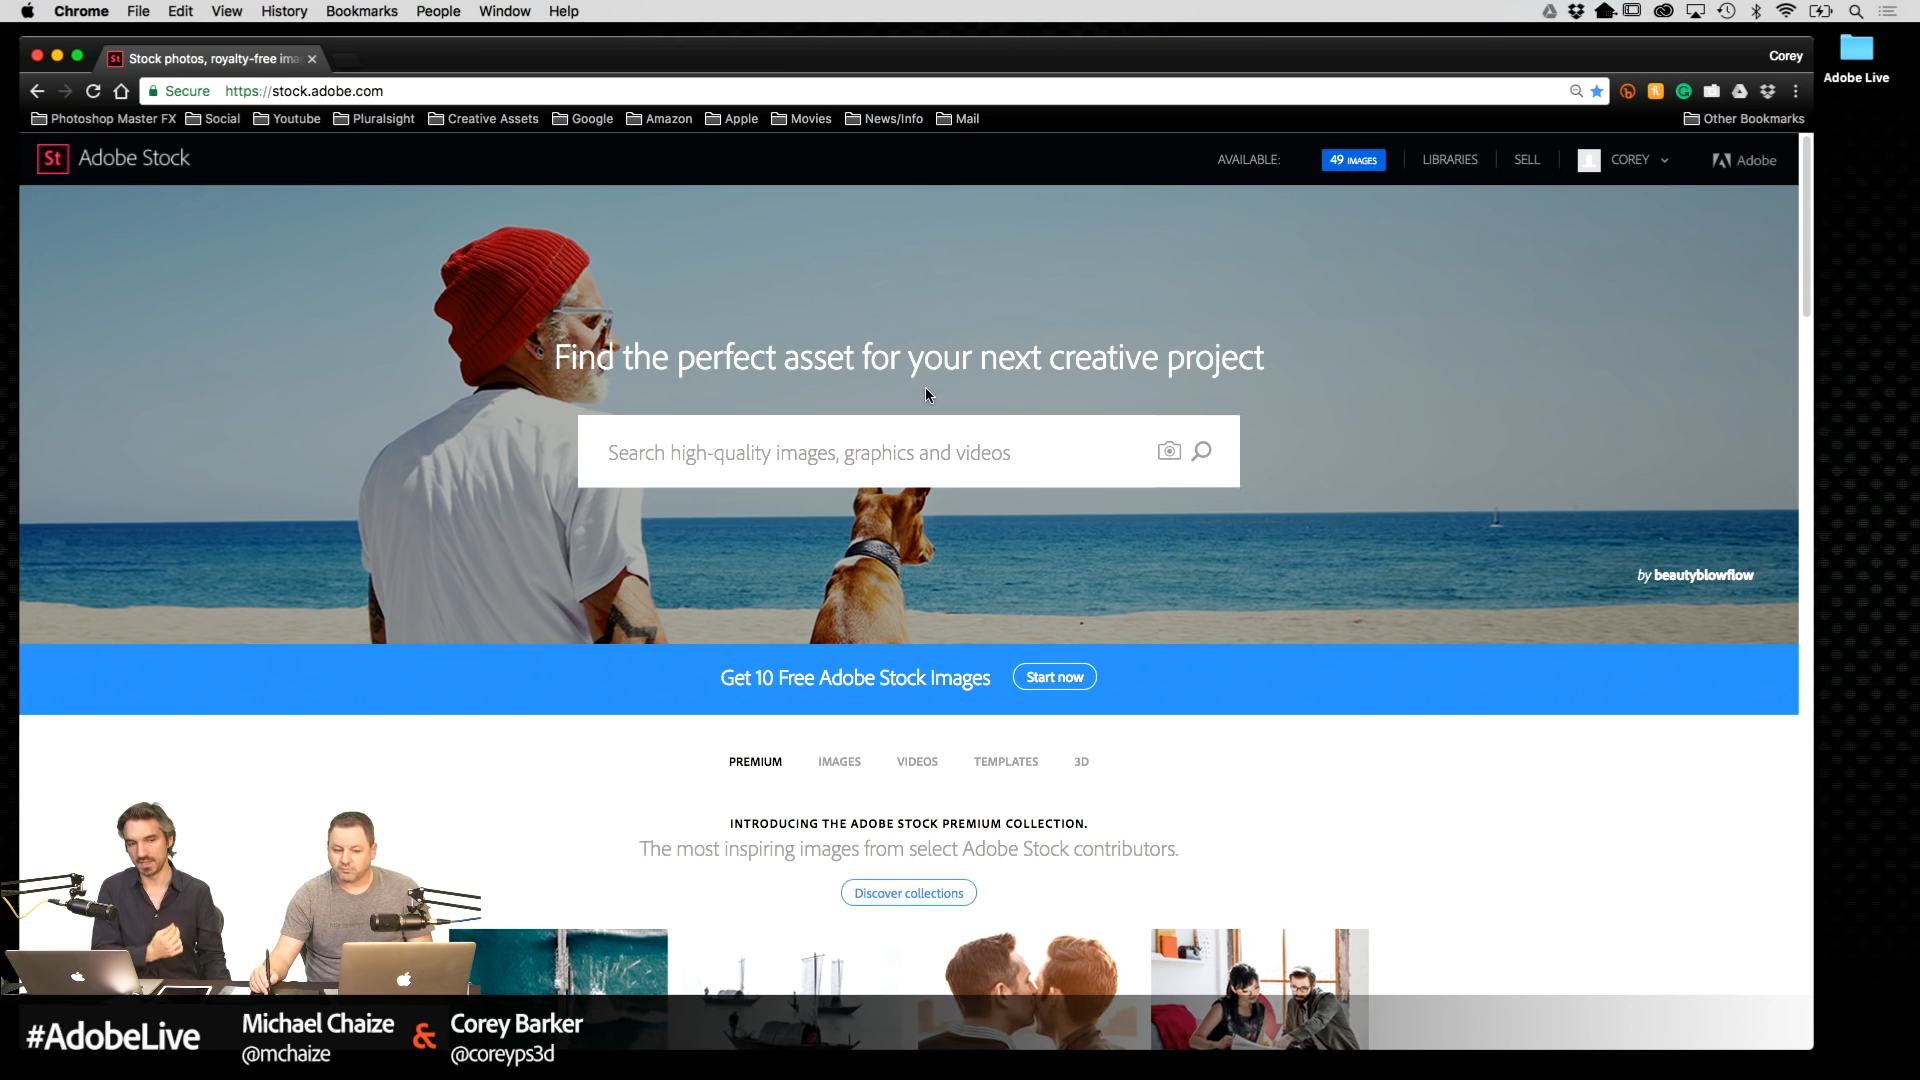 Chrome File Edit View History Bookmarks People Window Help
Stock photos, royalty-free ima
Corey
Secure https://stock.adobe.com
Photoshop Master FX Social Youtube Pluralsight Creative Assets Google Amazon Apple Movies News/Info Mail Other Bookmarks
Adobe Live
St Adobe Stock
AVAILABLE: 49 IMAGES LIBRARIES SELL COREY Adobe
Find the perfect asset for your next creative project
Search high-quality images, graphics and videos
by beautyblowflow
Get 10 Free Adobe Stock Images Start now
PREMIUM IMAGES VIDEOS TEMPLATES 3D
INTRODUCING THE ADOBE STOCK PREMIUM COLLECTION.
The most inspiring images from select Adobe Stock contributors.
Discover collections
#AdobeLive
Michael Chaize & Corey Barker
@mchaize @coreyps3d